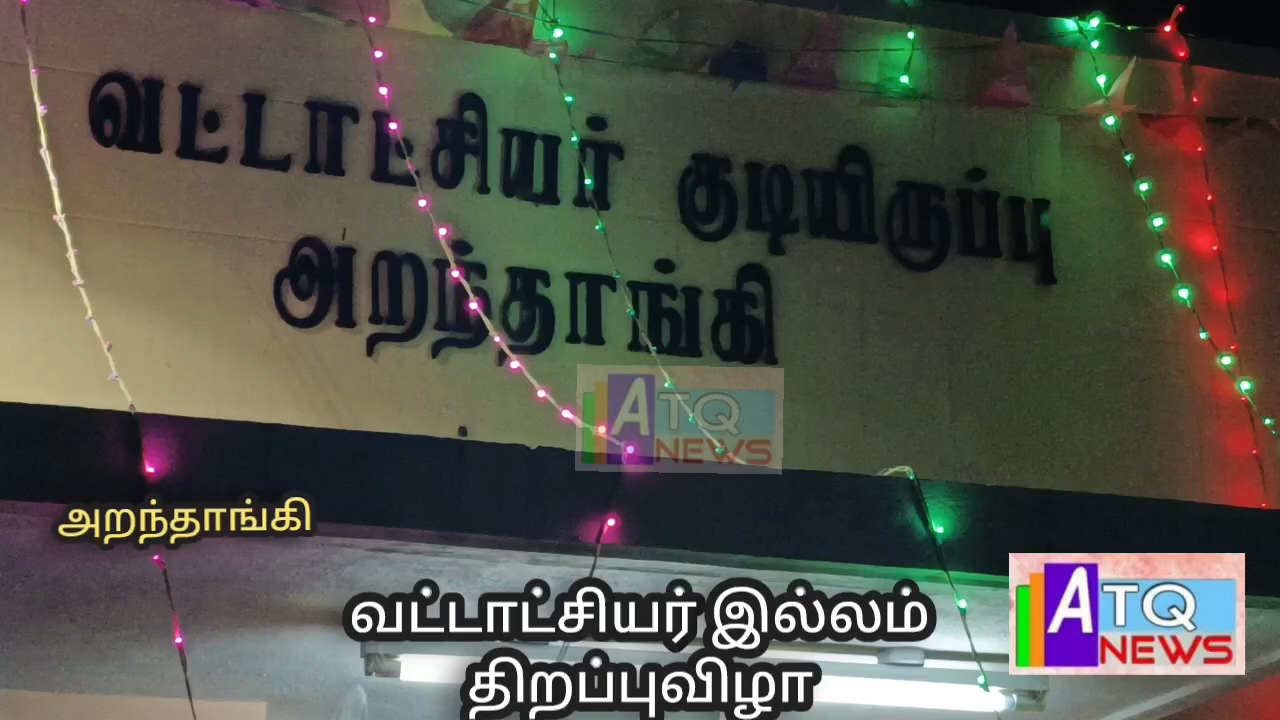 வட்டாட்சியர் குடியிருப்பு
அறந்தாங்கி
ATQ
NEWS
அறந்தாங்கி
வட்டாட்சியர் இல்லம்
திறப்புவிழா
ATQ
NEWS